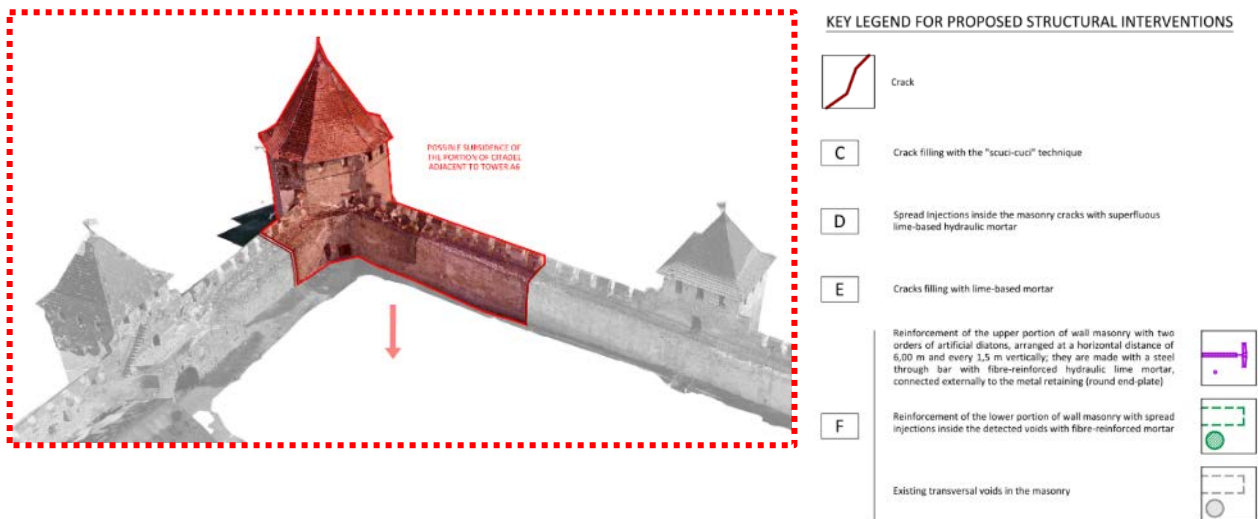 POSSIBLE SUBSIDENCE OF
THE PORTION OF CITADEL
ADJACENT TO TOWER A6
KEY LEGEND FOR PROPOSED STRUCTURAL INTERVENTIONS
Crack
C
Crack filling with the "scuci-cuci" technique
D
Spread Injections inside the masonry cracks with superfluous
lime-based hydraulic mortar
E
Cracks filling with lime-based mortar
F
Reinforcement of the upper portion of wall masonry with two
orders of artificial diatons, arranged at a horizontal distance of
6,00 m and every 1,5 m vertically; they are made with a steel
through bar with fibre-reinforced hydraulic lime mortar,
connected externally to the metal retaining (round end-plate)
Reinforcement of the lower portion of wall masonry with spread
injections inside the detected voids with fibre-reinforced mortar
Existing transversal voids in the masonry